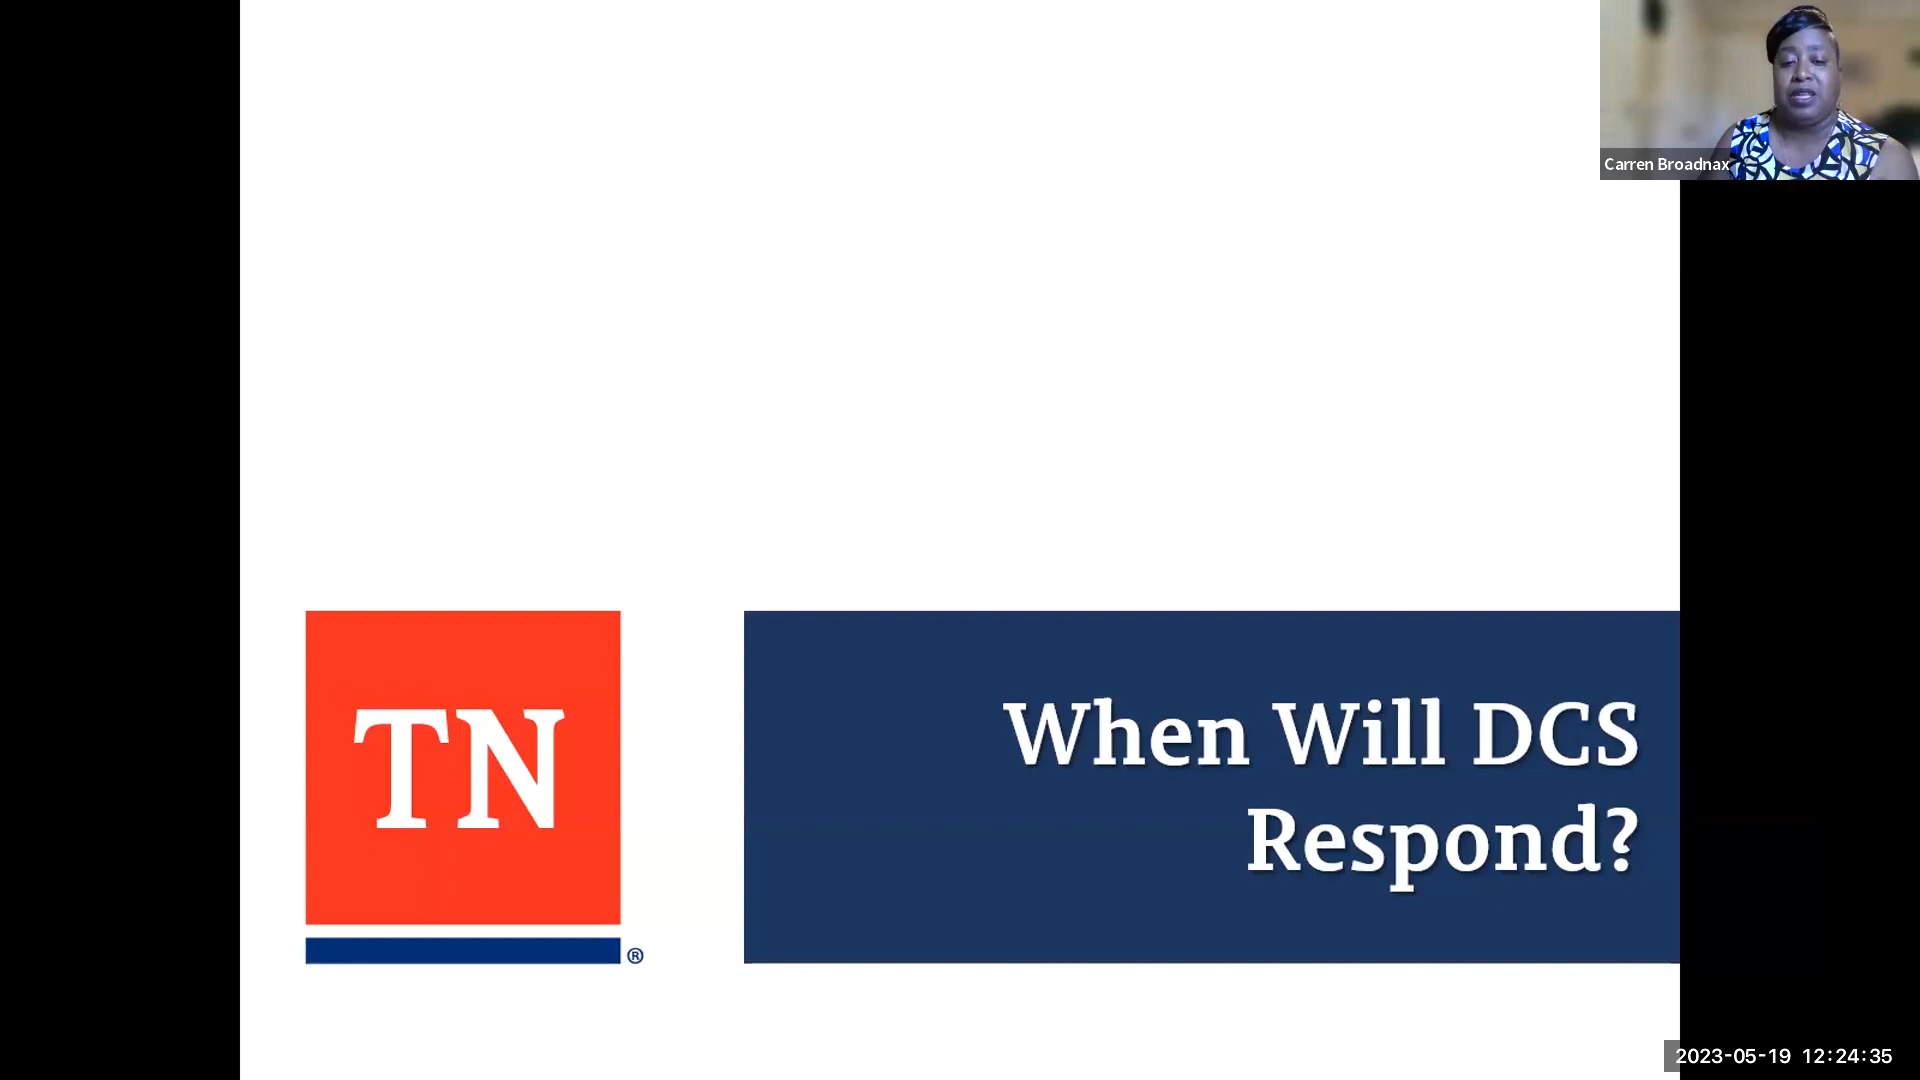 Carren Broadnax
TN
®
When Will DCS
Respond?
2023-05-19 12:24:35